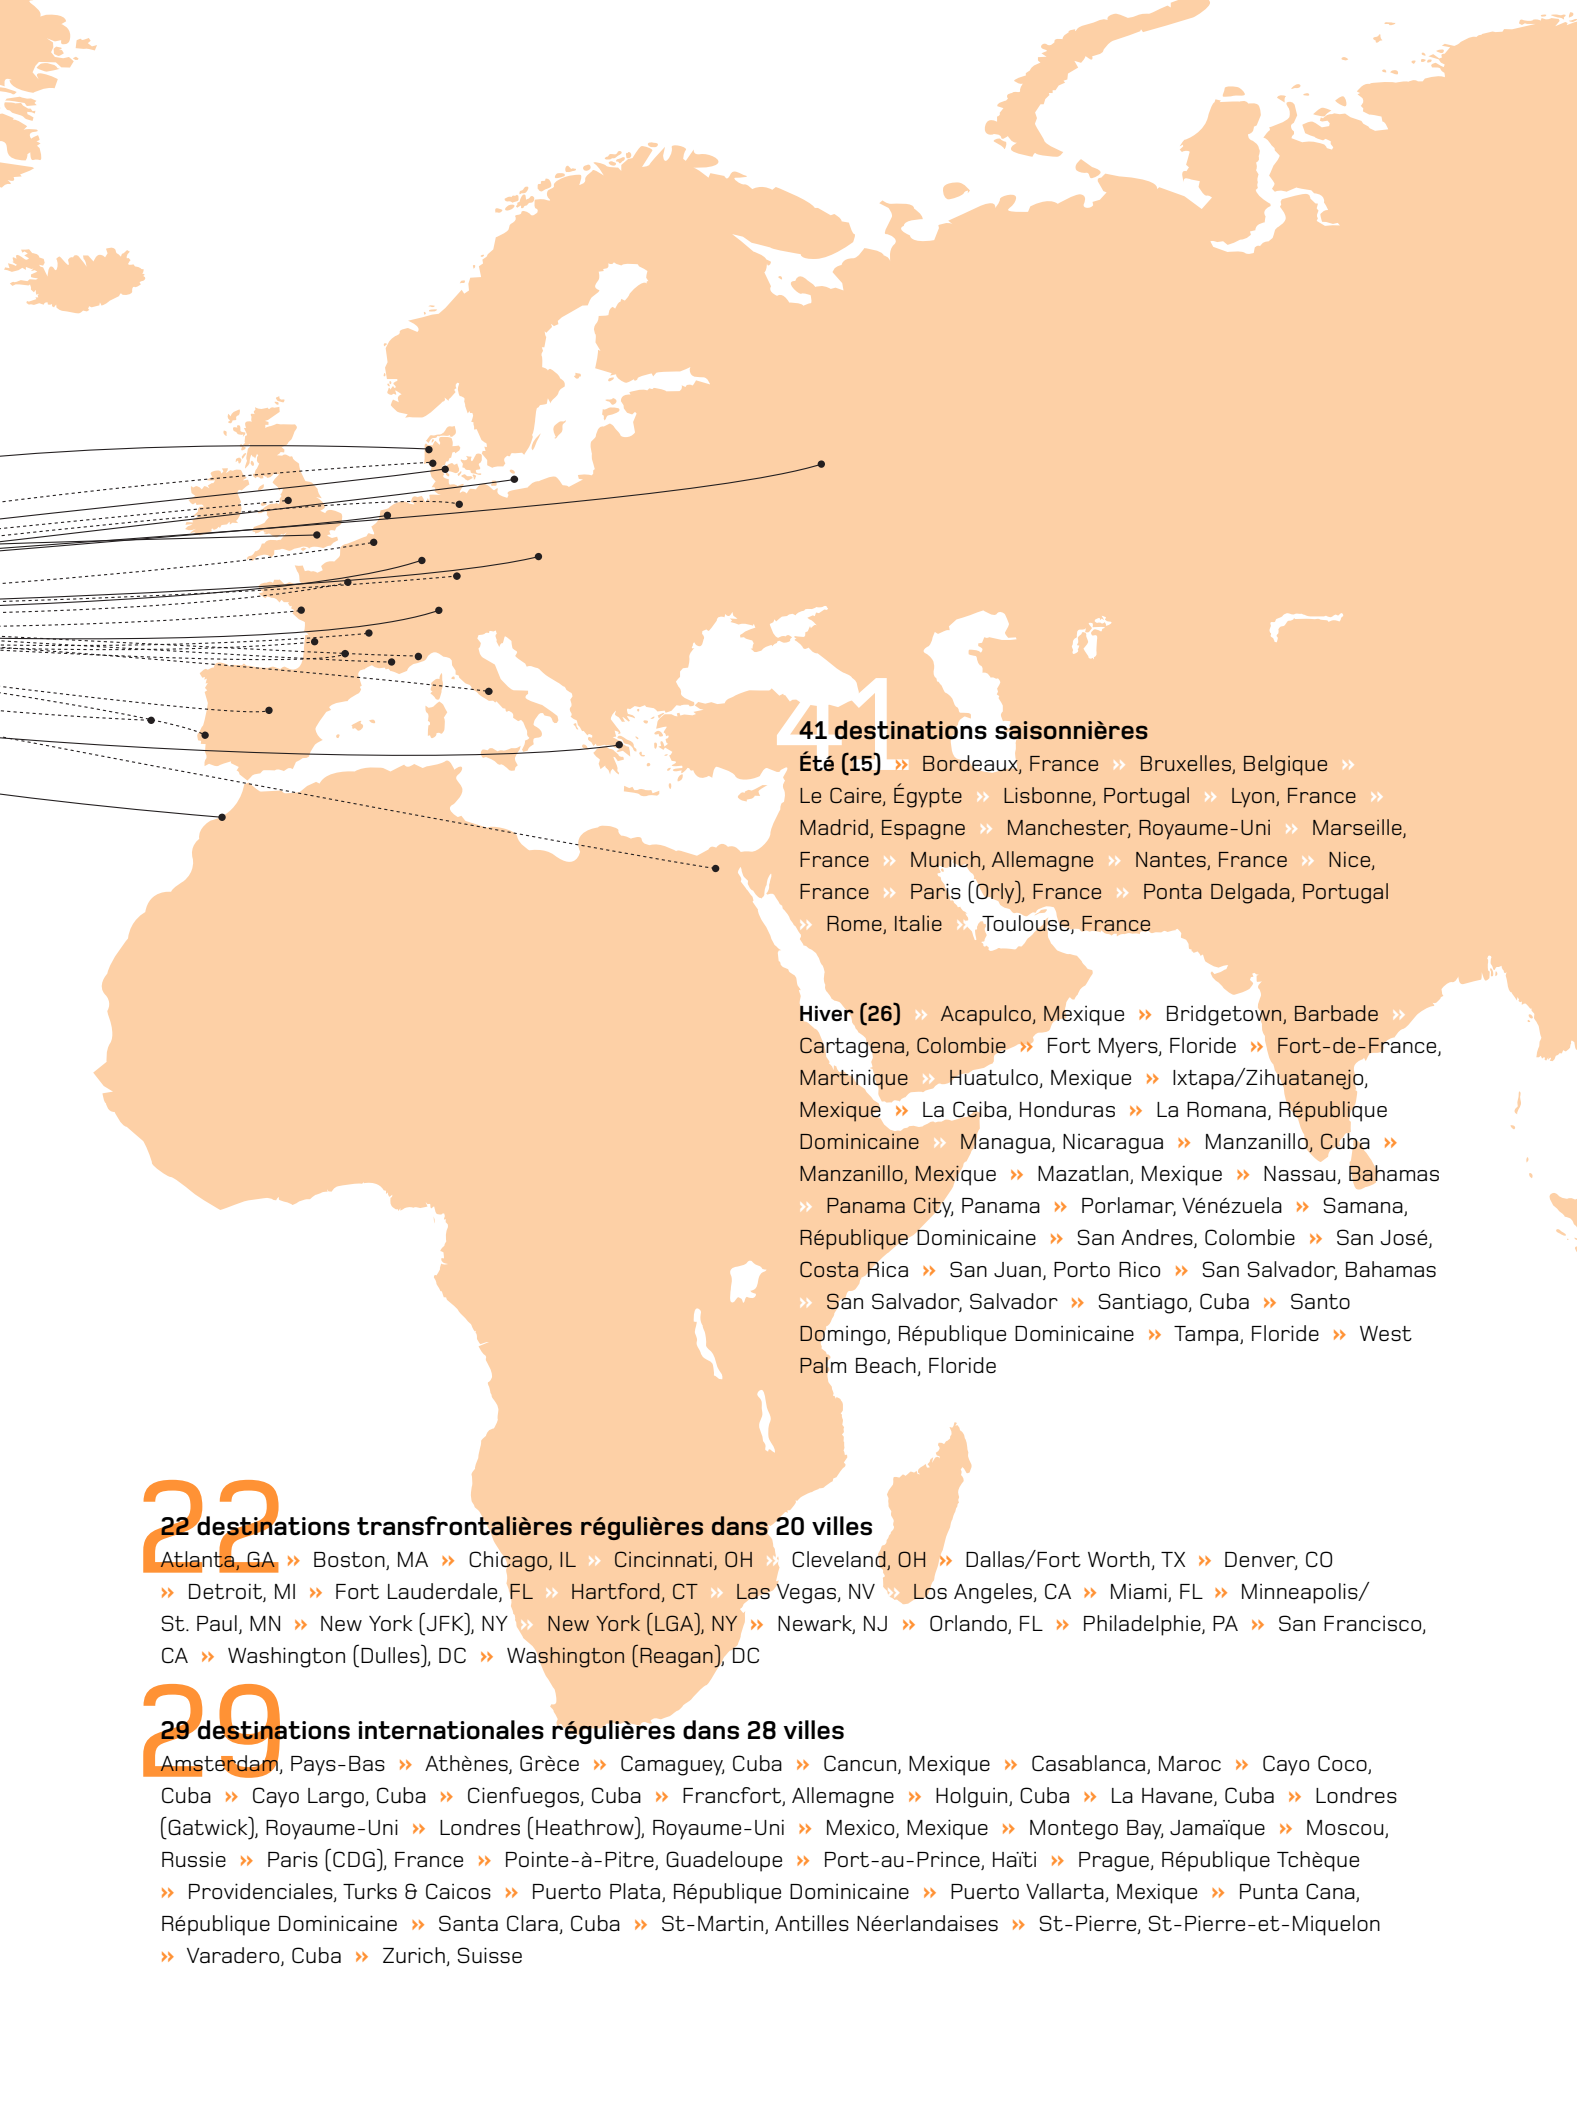 41
41 destinations saisonnières
Été (15) » Bordeaux, France » Bruxelles, Belgique »
Le Caire, Égypte » Lisbonne, Portugal » Lyon, France »
Madrid, Espagne » Manchester, Royaume-Uni » Marseille,
France » Munich, Allemagne » Nantes, France » Nice,
France » Paris (Orly), France » Ponta Delgada, Portugal
» Rome, Italie » Toulouse, France
Hiver (26) » Acapulco, Mexique » Bridgetown, Barbade »
Cartagena, Colombie » Fort Myers, Floride » Fort-de-France,
Martinique » Huatulco, Mexique » Ixtapa/Zihuatanejo,
Mexique » La Ceiba, Honduras » La Romana, République
Dominicaine » Managua, Nicaragua » Manzanillo, Cuba »
Manzanillo, Mexique » Mazatlan, Mexique » Nassau, Bahamas
» Panama City, Panama » Porlamar, Vénézuela » Samana,
République Dominicaine » San Andres, Colombie » San José,
Costa Rica » San Juan, Porto Rico » San Salvador, Bahamas
» San Salvador, Salvador » Santiago, Cuba » Santo
Domingo, République Dominicaine » Tampa, Floride » West
Palm Beach, Floride
22
22 destinations transfrontalières régulières dans 20 villes
Atlanta, GA » Boston, MA » Chicago, IL » Cincinnati, OH » Cleveland, OH » Dallas/Fort Worth, TX » Denver, CO
» Detroit, MI » Fort Lauderdale, FL » Hartford, CT » Las Vegas, NV » Los Angeles, CA » Miami, FL » Minneapolis/
St. Paul, MN » New York (JFK), NY » New York (LGA), NY » Newark, NJ » Orlando, FL » Philadelphie, PA » San Francisco,
CA » Washington (Dulles), DC » Washington (Reagan), DC
29
29 destinations internationales régulières dans 28 villes
Amsterdam, Pays-Bas » Athènes, Grèce » Camaguey, Cuba » Cancun, Mexique » Casablanca, Maroc » Cayo Coco,
Cuba » Cayo Largo, Cuba » Cienfuegos, Cuba » Francfort, Allemagne » Holguin, Cuba » La Havane, Cuba » Londres
(Gatwick), Royaume-Uni » Londres (Heathrow), Royaume-Uni » Mexico, Mexique » Montego Bay, Jamaïque » Moscou,
Russie » Paris (CDG), France » Pointe-à-Pitre, Guadeloupe » Port-au-Prince, Haïti » Prague, République Tchèque
» Providenciales, Turks & Caicos » Puerto Plata, République Dominicaine » Puerto Vallarta, Mexique » Punta Cana,
République Dominicaine » Santa Clara, Cuba » St-Martin, Antilles Néerlandaises » St-Pierre, St-Pierre-et-Miquelon
» Varadero, Cuba » Zurich, Suisse